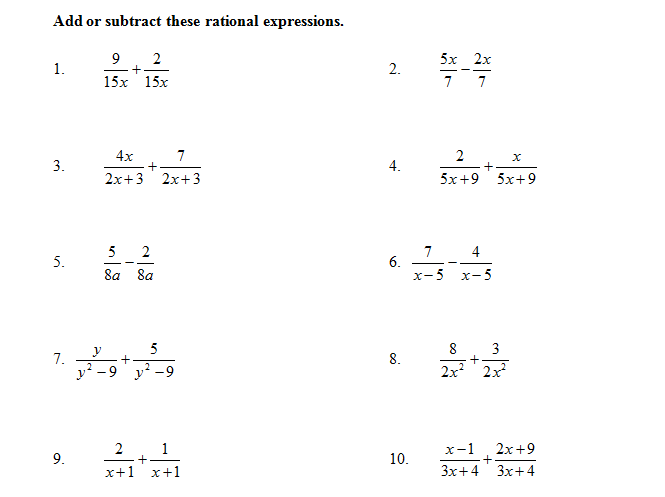 Add or subtract these rational expressions.
1. 9/15x + 2/15x
2. 5x/7 − 2x/7
3. 4x/2x+3 + 7/2x+3
4. 2/5x+9 + x/5x+9
5. 5/8a − 2/8a
6. 7/x−5 − 4/x−5
7. y/y²−9 + 5/y²−9
8. 8/2x² + 3/2x²
9. 2/x+1 + 1/x+1
10. x−1/3x+4 + 2x+9/3x+4